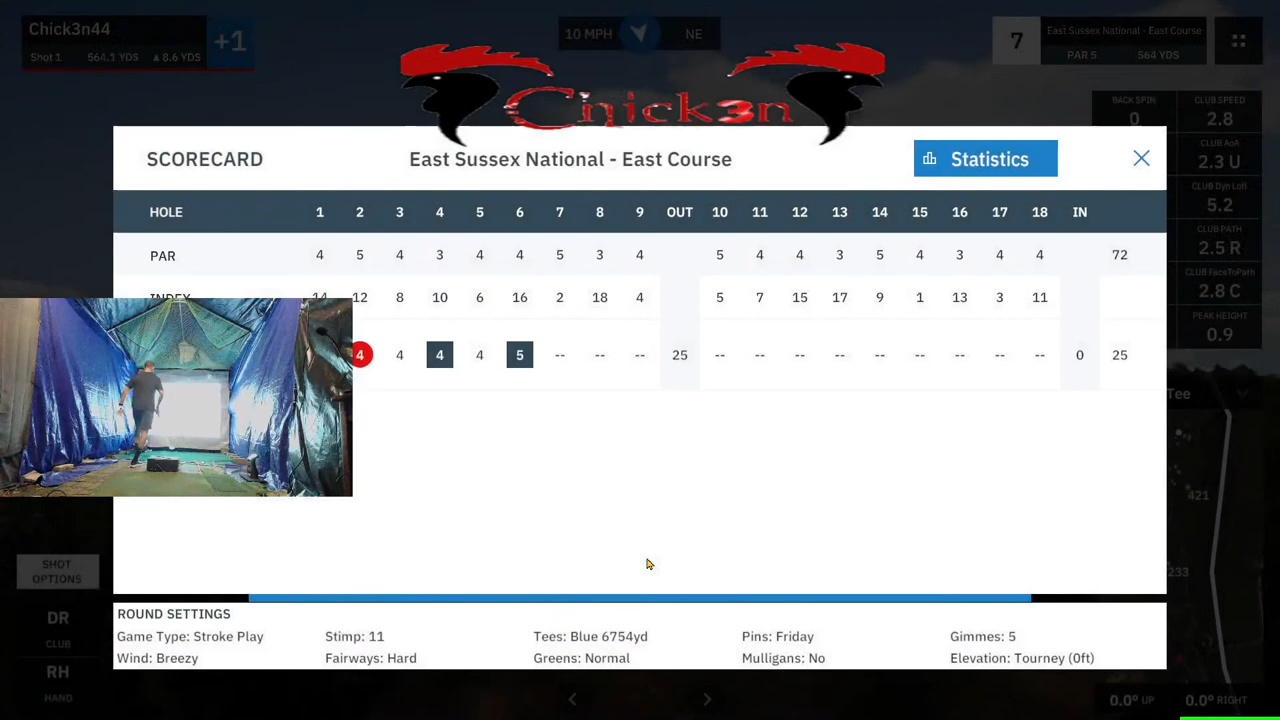 Chick3n44
Shot 1 564.1 YDS ▲8.6 YDS
+1
10 MPH NE
7
East Sussex National - East Course
PAR 5 564 YDS
Chick3n
BACK SPIN
0
CLUB SPEED
2.8
CLUB AoA
2.3 U
CLUB Dyn Loft
5.2
CLUB PATH
2.5 R
CLUB FaceToPath
2.8 C
PEAK HEIGHT
0.9
SCORECARD East Sussex National - East Course Statistics
HOLE 1 2 3 4 5 6 7 8 9 OUT 10 11 12 13 14 15 16 17 18 IN
PAR 4 5 4 3 4 4 5 3 4 5 4 4 3 5 4 3 4 4 72
INDEX 14 12 8 10 6 16 2 18 4 5 7 15 17 9 1 13 3 11
4 4 4 4 5 -- -- -- 25 -- -- -- -- -- -- -- -- -- 0 25
Tee
421
233
SHOT OPTIONS
DR
CLUB
RH
HAND
ROUND SETTINGS
Game Type: Stroke Play Stimp: 11 Tees: Blue 6754yd Pins: Friday Gimmes: 5
Wind: Breezy Fairways: Hard Greens: Normal Mulligans: No Elevation: Tourney (0ft)
0.0° UP 0.0° RIGHT